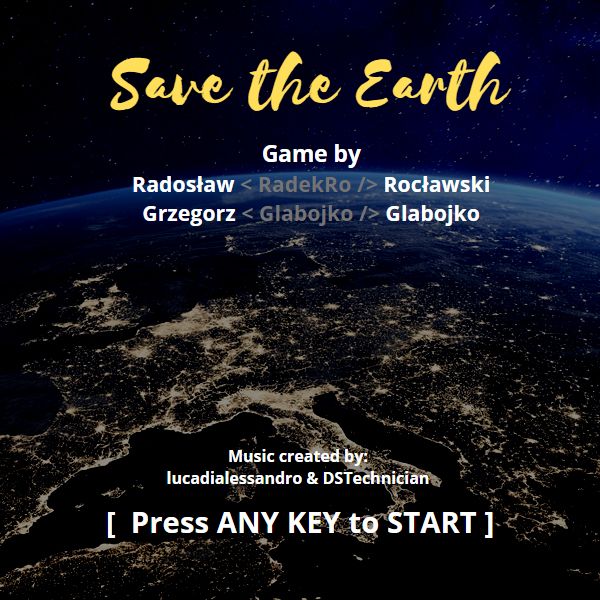 Save the Earth
Game by
Radosław < RadekRo /> Rocławski
Grzegorz < Glabojko /> Glabojko
Music created by:
lucadialessandro & DSTechnician
[ Press ANY KEY to START ]